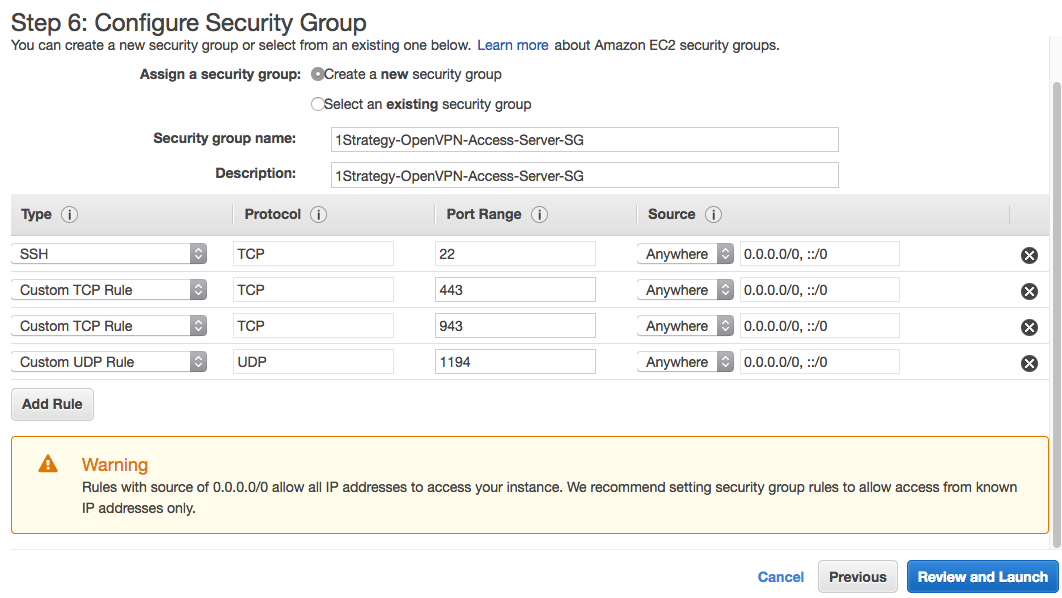 Step 6: Configure Security Group
You can create a new security group or select from an existing one below. Learn more about Amazon EC2 security groups.
Assign a security group: Create a new security group
Select an existing security group
Security group name: 1Strategy-OpenVPN-Access-Server-SG
Description: 1Strategy-OpenVPN-Access-Server-SG
Type i Protocol i Port Range i Source i
SSH TCP 22 Anywhere 0.0.0.0/0, ::/0
Custom TCP Rule TCP 443 Anywhere 0.0.0.0/0, ::/0
Custom TCP Rule TCP 943 Anywhere 0.0.0.0/0, ::/0
Custom UDP Rule UDP 1194 Anywhere 0.0.0.0/0, ::/0
Add Rule
Warning
Rules with source of 0.0.0.0/0 allow all IP addresses to access your instance. We recommend setting security group rules to allow access from known
IP addresses only.
Cancel Previous Review and Launch